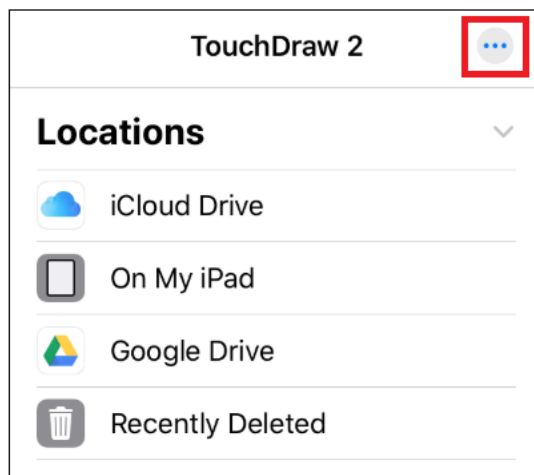 TouchDraw 2
Locations
iCloud Drive
On My iPad
Google Drive
Recently Deleted